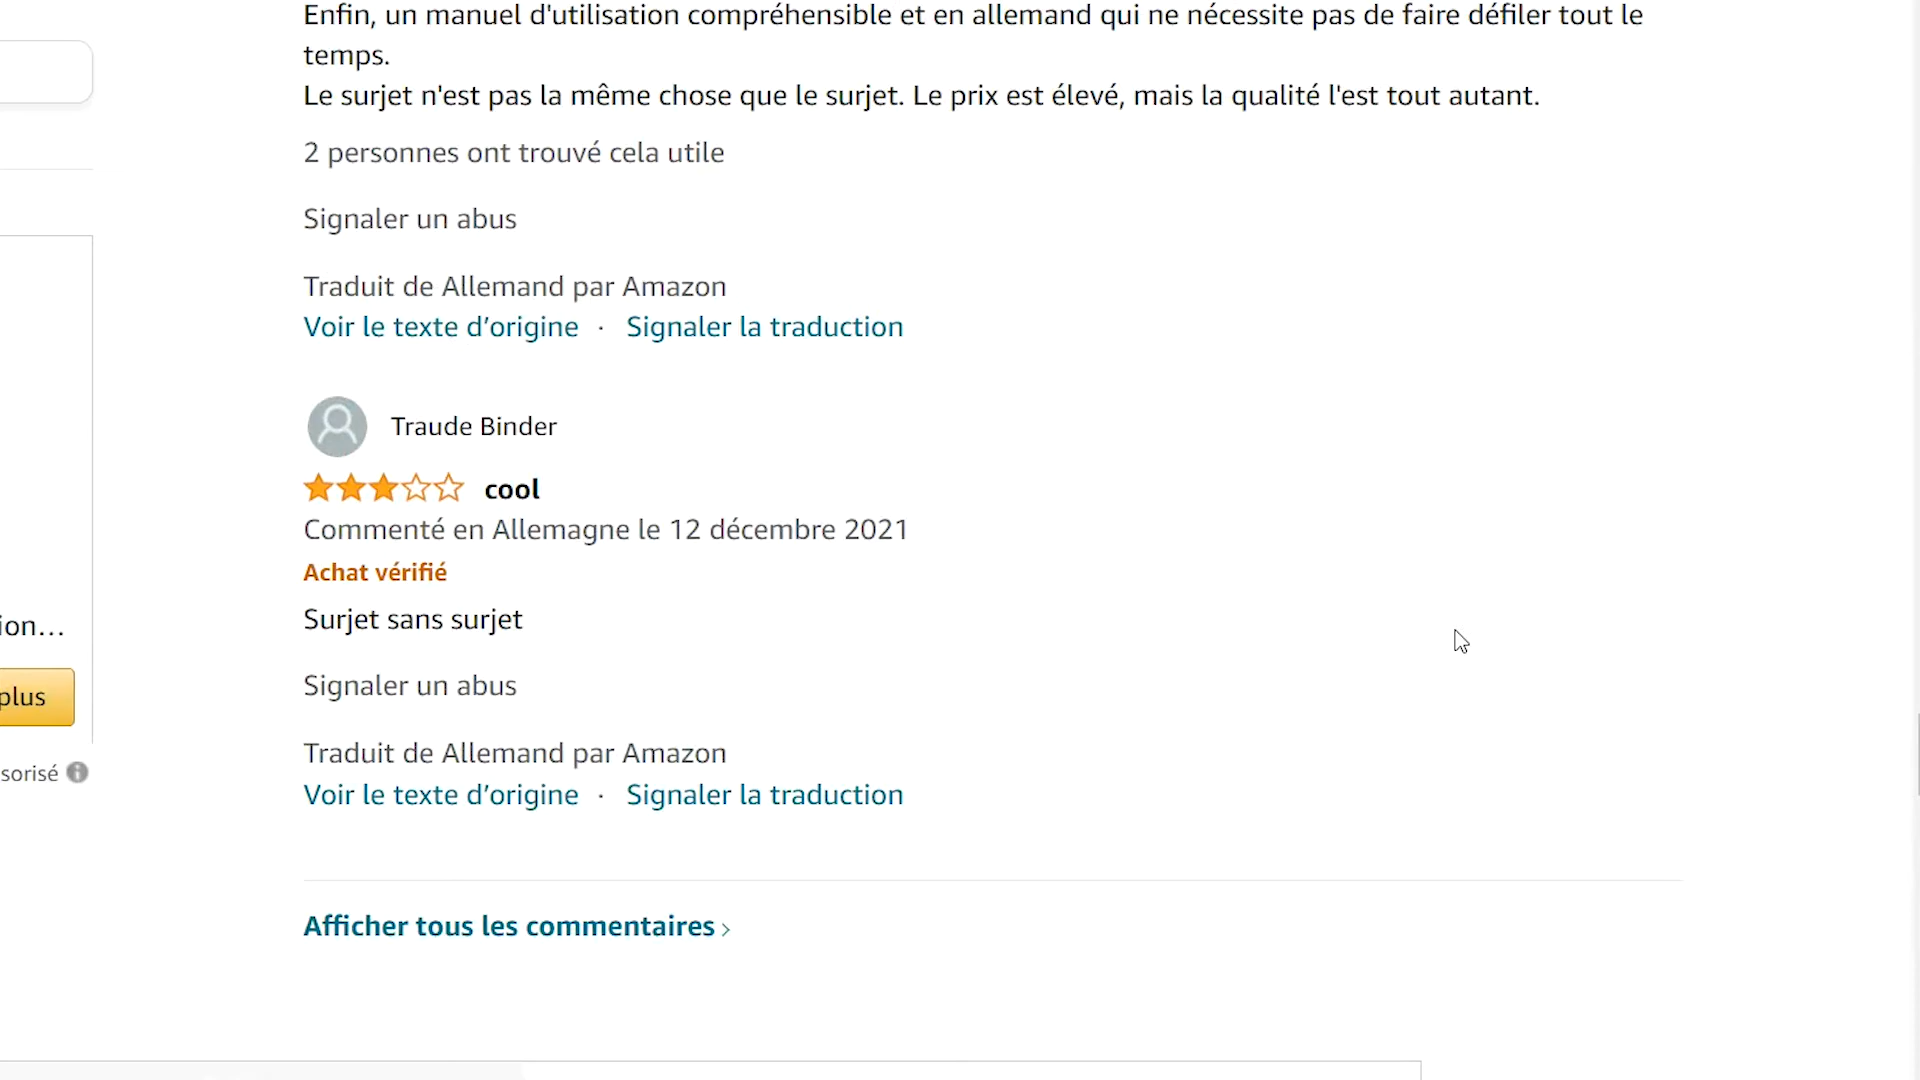 Enfin, un manuel d'utilisation compréhensible et en allemand qui ne nécessite pas de faire défiler tout le
temps.
Le surjet n'est pas la même chose que le surjet. Le prix est élevé, mais la qualité l'est tout autant.
2 personnes ont trouvé cela utile
Signaler un abus
Traduit de Allemand par Amazon
Voir le texte d’origine · Signaler la traduction
Traude Binder
cool
Commenté en Allemagne le 12 décembre 2021
Achat vérifié
Surjet sans surjet
Signaler un abus
Traduit de Allemand par Amazon
Voir le texte d’origine · Signaler la traduction
Afficher tous les commentaires ›
ion...
plus
sorisé